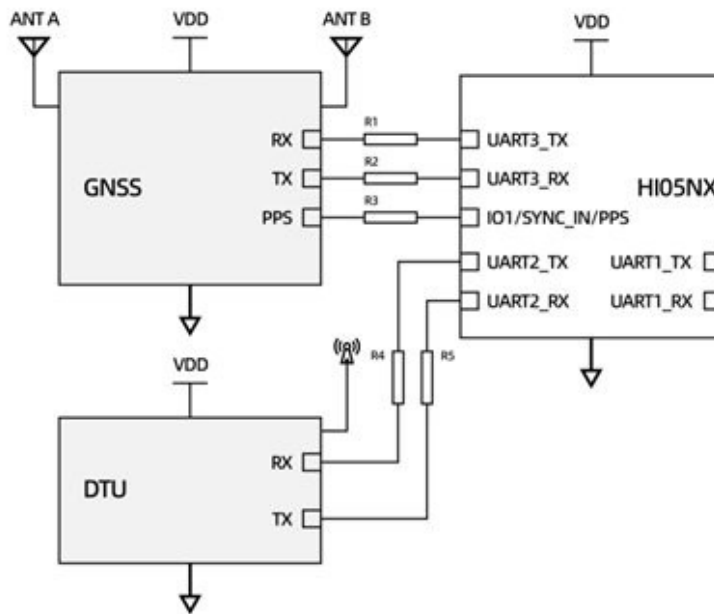 ANT A
VDD
ANT B
VDD
RX
R1
UART3_TX
GNSS
TX
R2
UART3_RX
HI05NX
PPS
R3
IO1/SYNC_IN/PPS
UART2_TX
UART1_TX
UART2_RX
UART1_RX
VDD
R4
R5
RX
DTU
TX